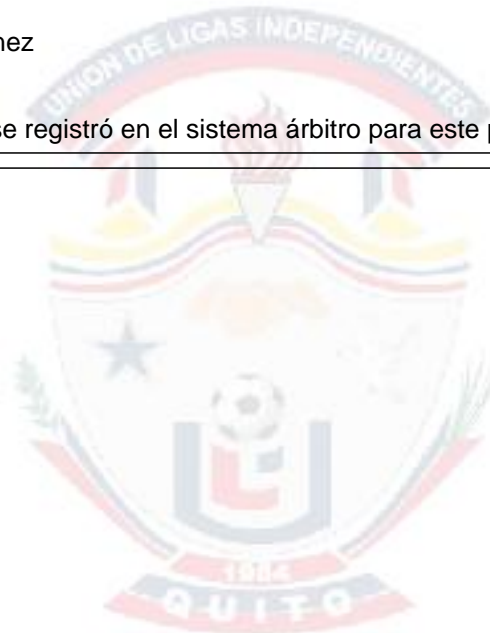 nez
UNION DE LIGAS INDEPENDIENTES
se registró en el sistema árbitro para este p
1984
QUITO